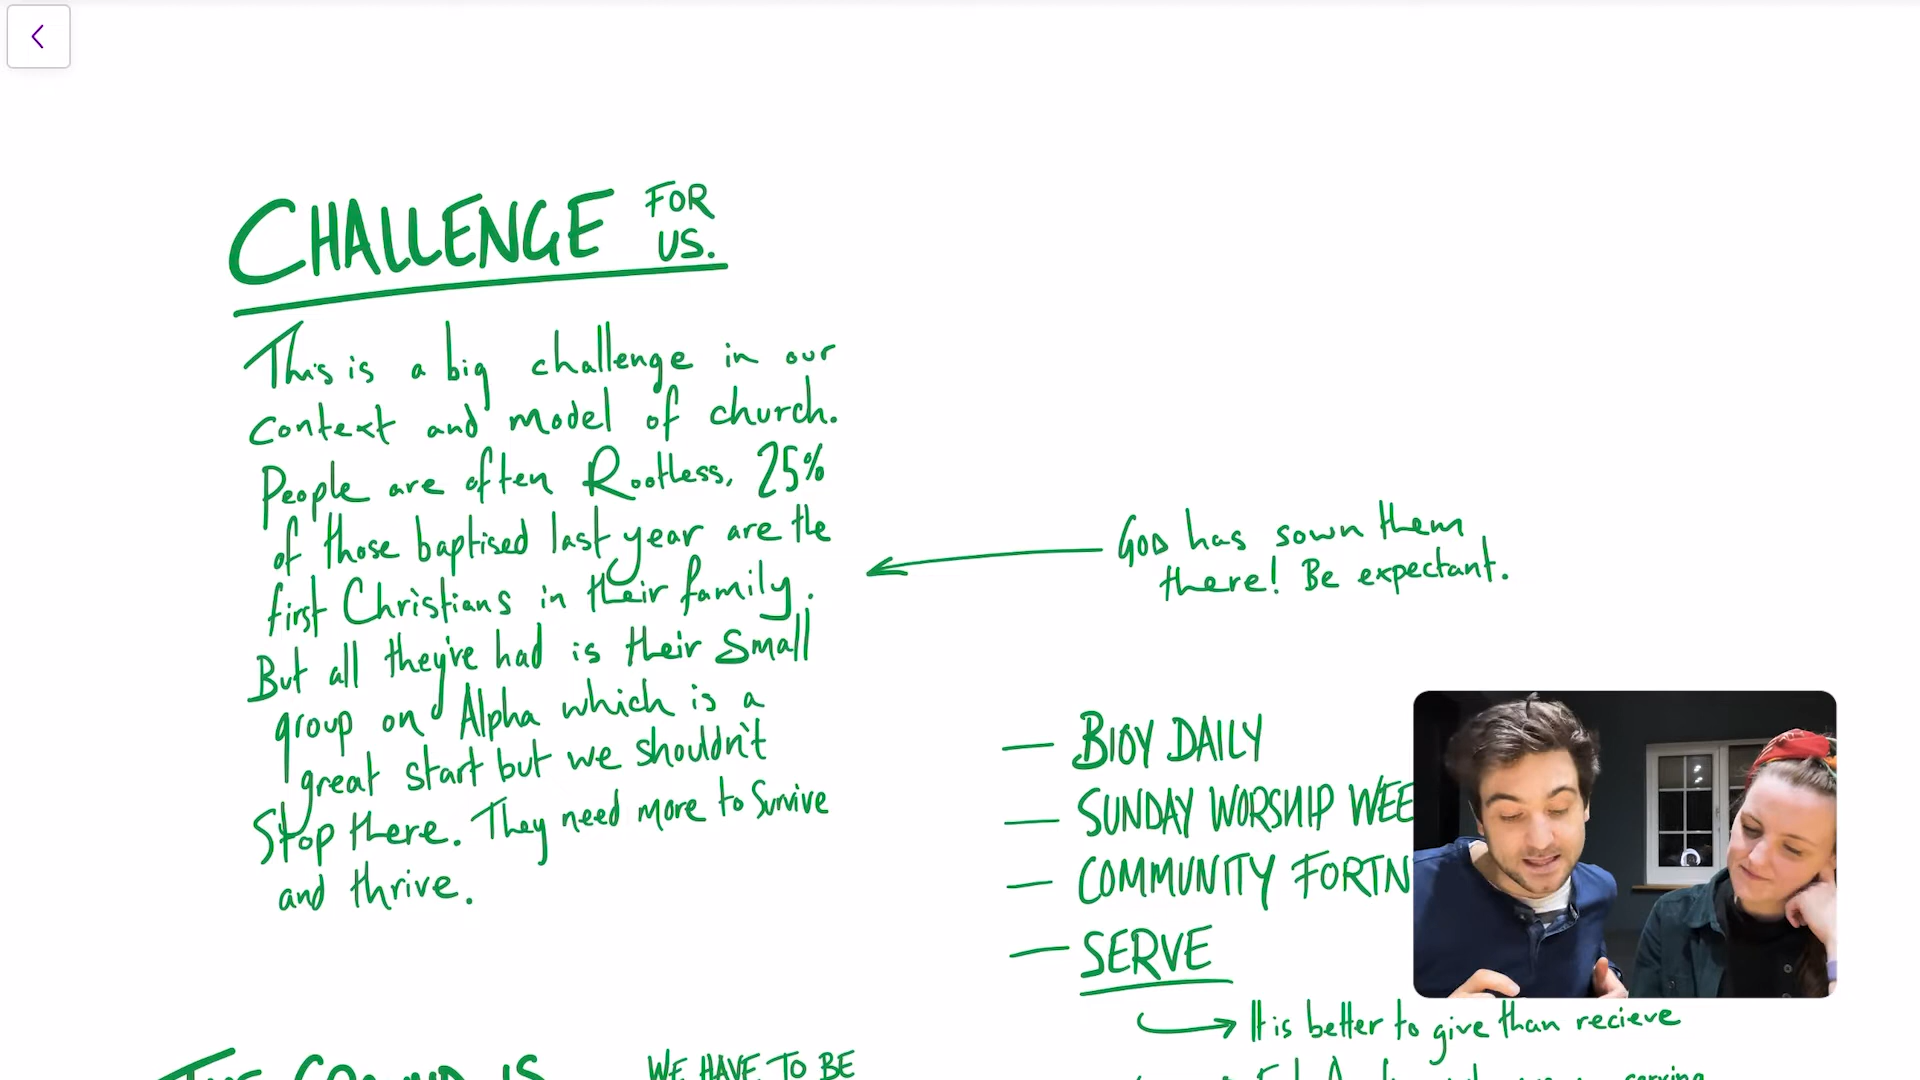 CHALLENGE FOR
US.
This is a big challenge in our
context and model of church.
People are often Rootless. 25%
of those baptised last year are the
first Christians in their family.
But all they've had is their small
group on Alpha which is a
great start but we shouldn't
Stop there. They need more to Survive
and thrive.
GOD has sown them
there! Be expectant.
— BIOY DAILY
— SUNDAY WORSHIP WEE
— COMMUNITY FORTN
— SERVE
It is better to give than recieve
serving
IS
WE HAVE TO BE